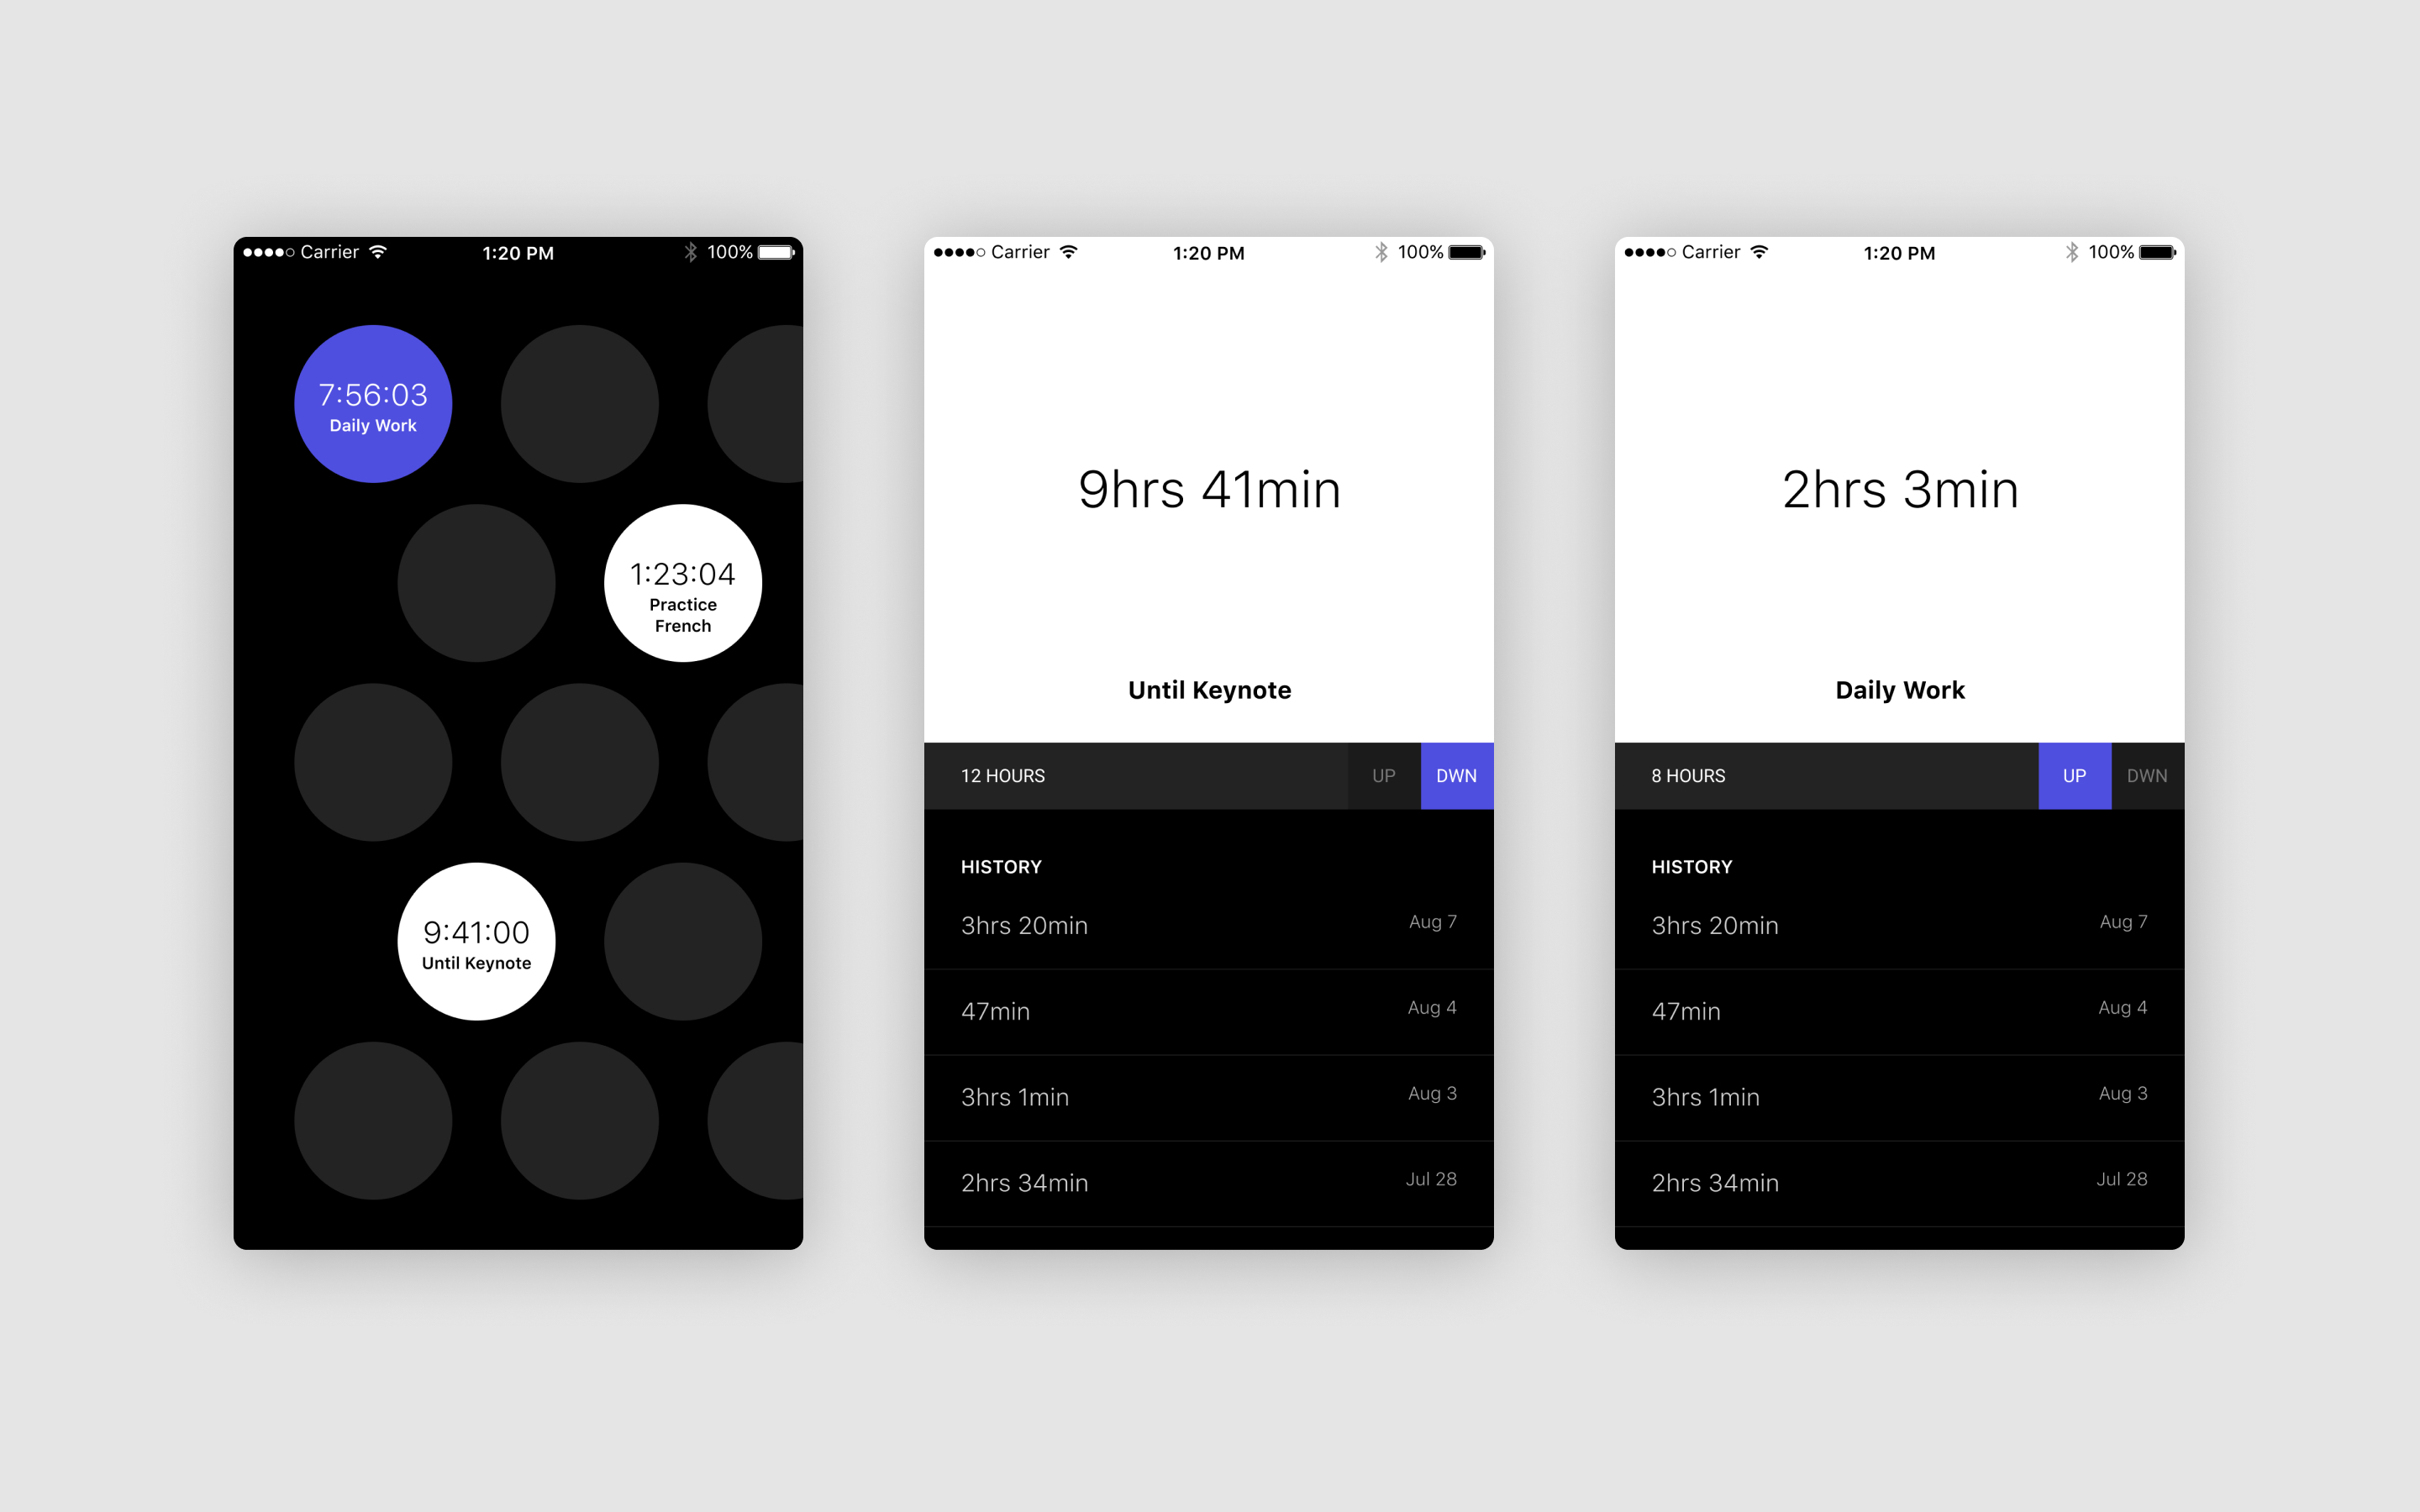 Carrier 1:20 PM 100%
7:56:03
Daily Work
1:23:04
Practice
French
9:41:00
Until Keynote
Carrier 1:20 PM 100%
9hrs 41min
Until Keynote
12 HOURS UP DWN
HISTORY
3hrs 20min Aug 7
47min Aug 4
3hrs 1min Aug 3
2hrs 34min Jul 28
Carrier 1:20 PM 100%
2hrs 3min
Daily Work
8 HOURS UP DWN
HISTORY
3hrs 20min Aug 7
47min Aug 4
3hrs 1min Aug 3
2hrs 34min Jul 28